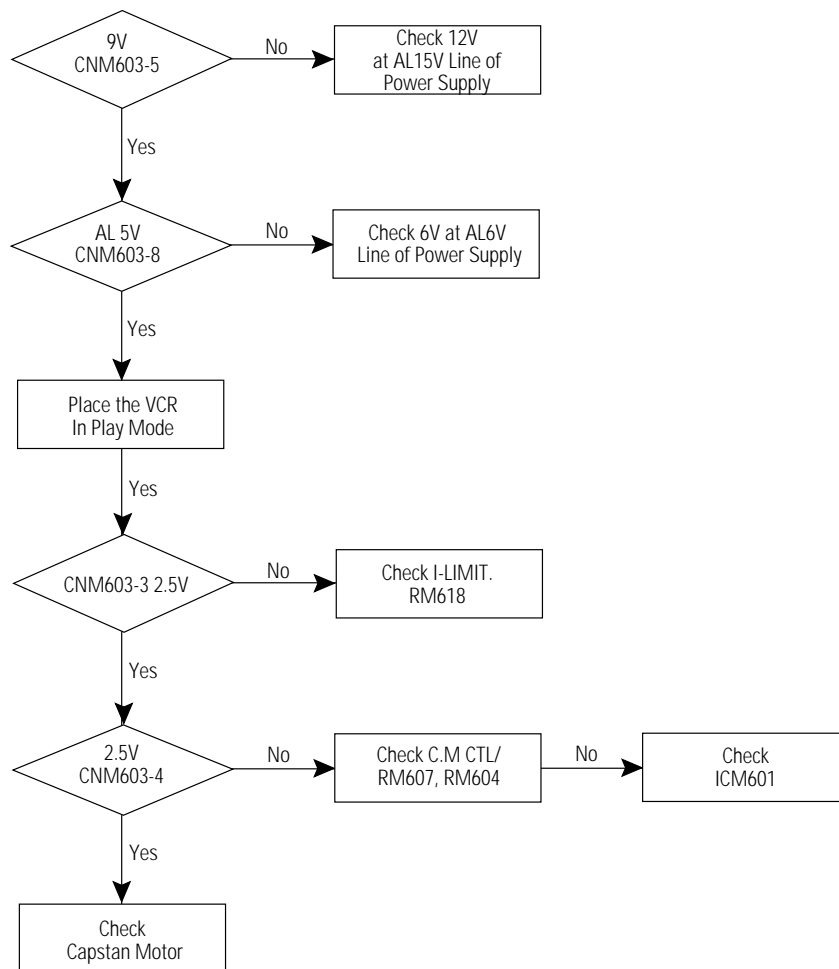 9V
CNM603-5
No
Check 12V
at AL15V Line of
Power Supply
Yes
AL 5V
CNM603-8
No
Check 6V at AL6V
Line of Power Supply
Yes
Place the VCR
In Play Mode
Yes
CNM603-3 2.5V
No
Check I-LIMIT.
RM618
Yes
2.5V
CNM603-4
No
Check C.M CTL/
RM607, RM604
No
Check
ICM601
Yes
Check
Capstan Motor